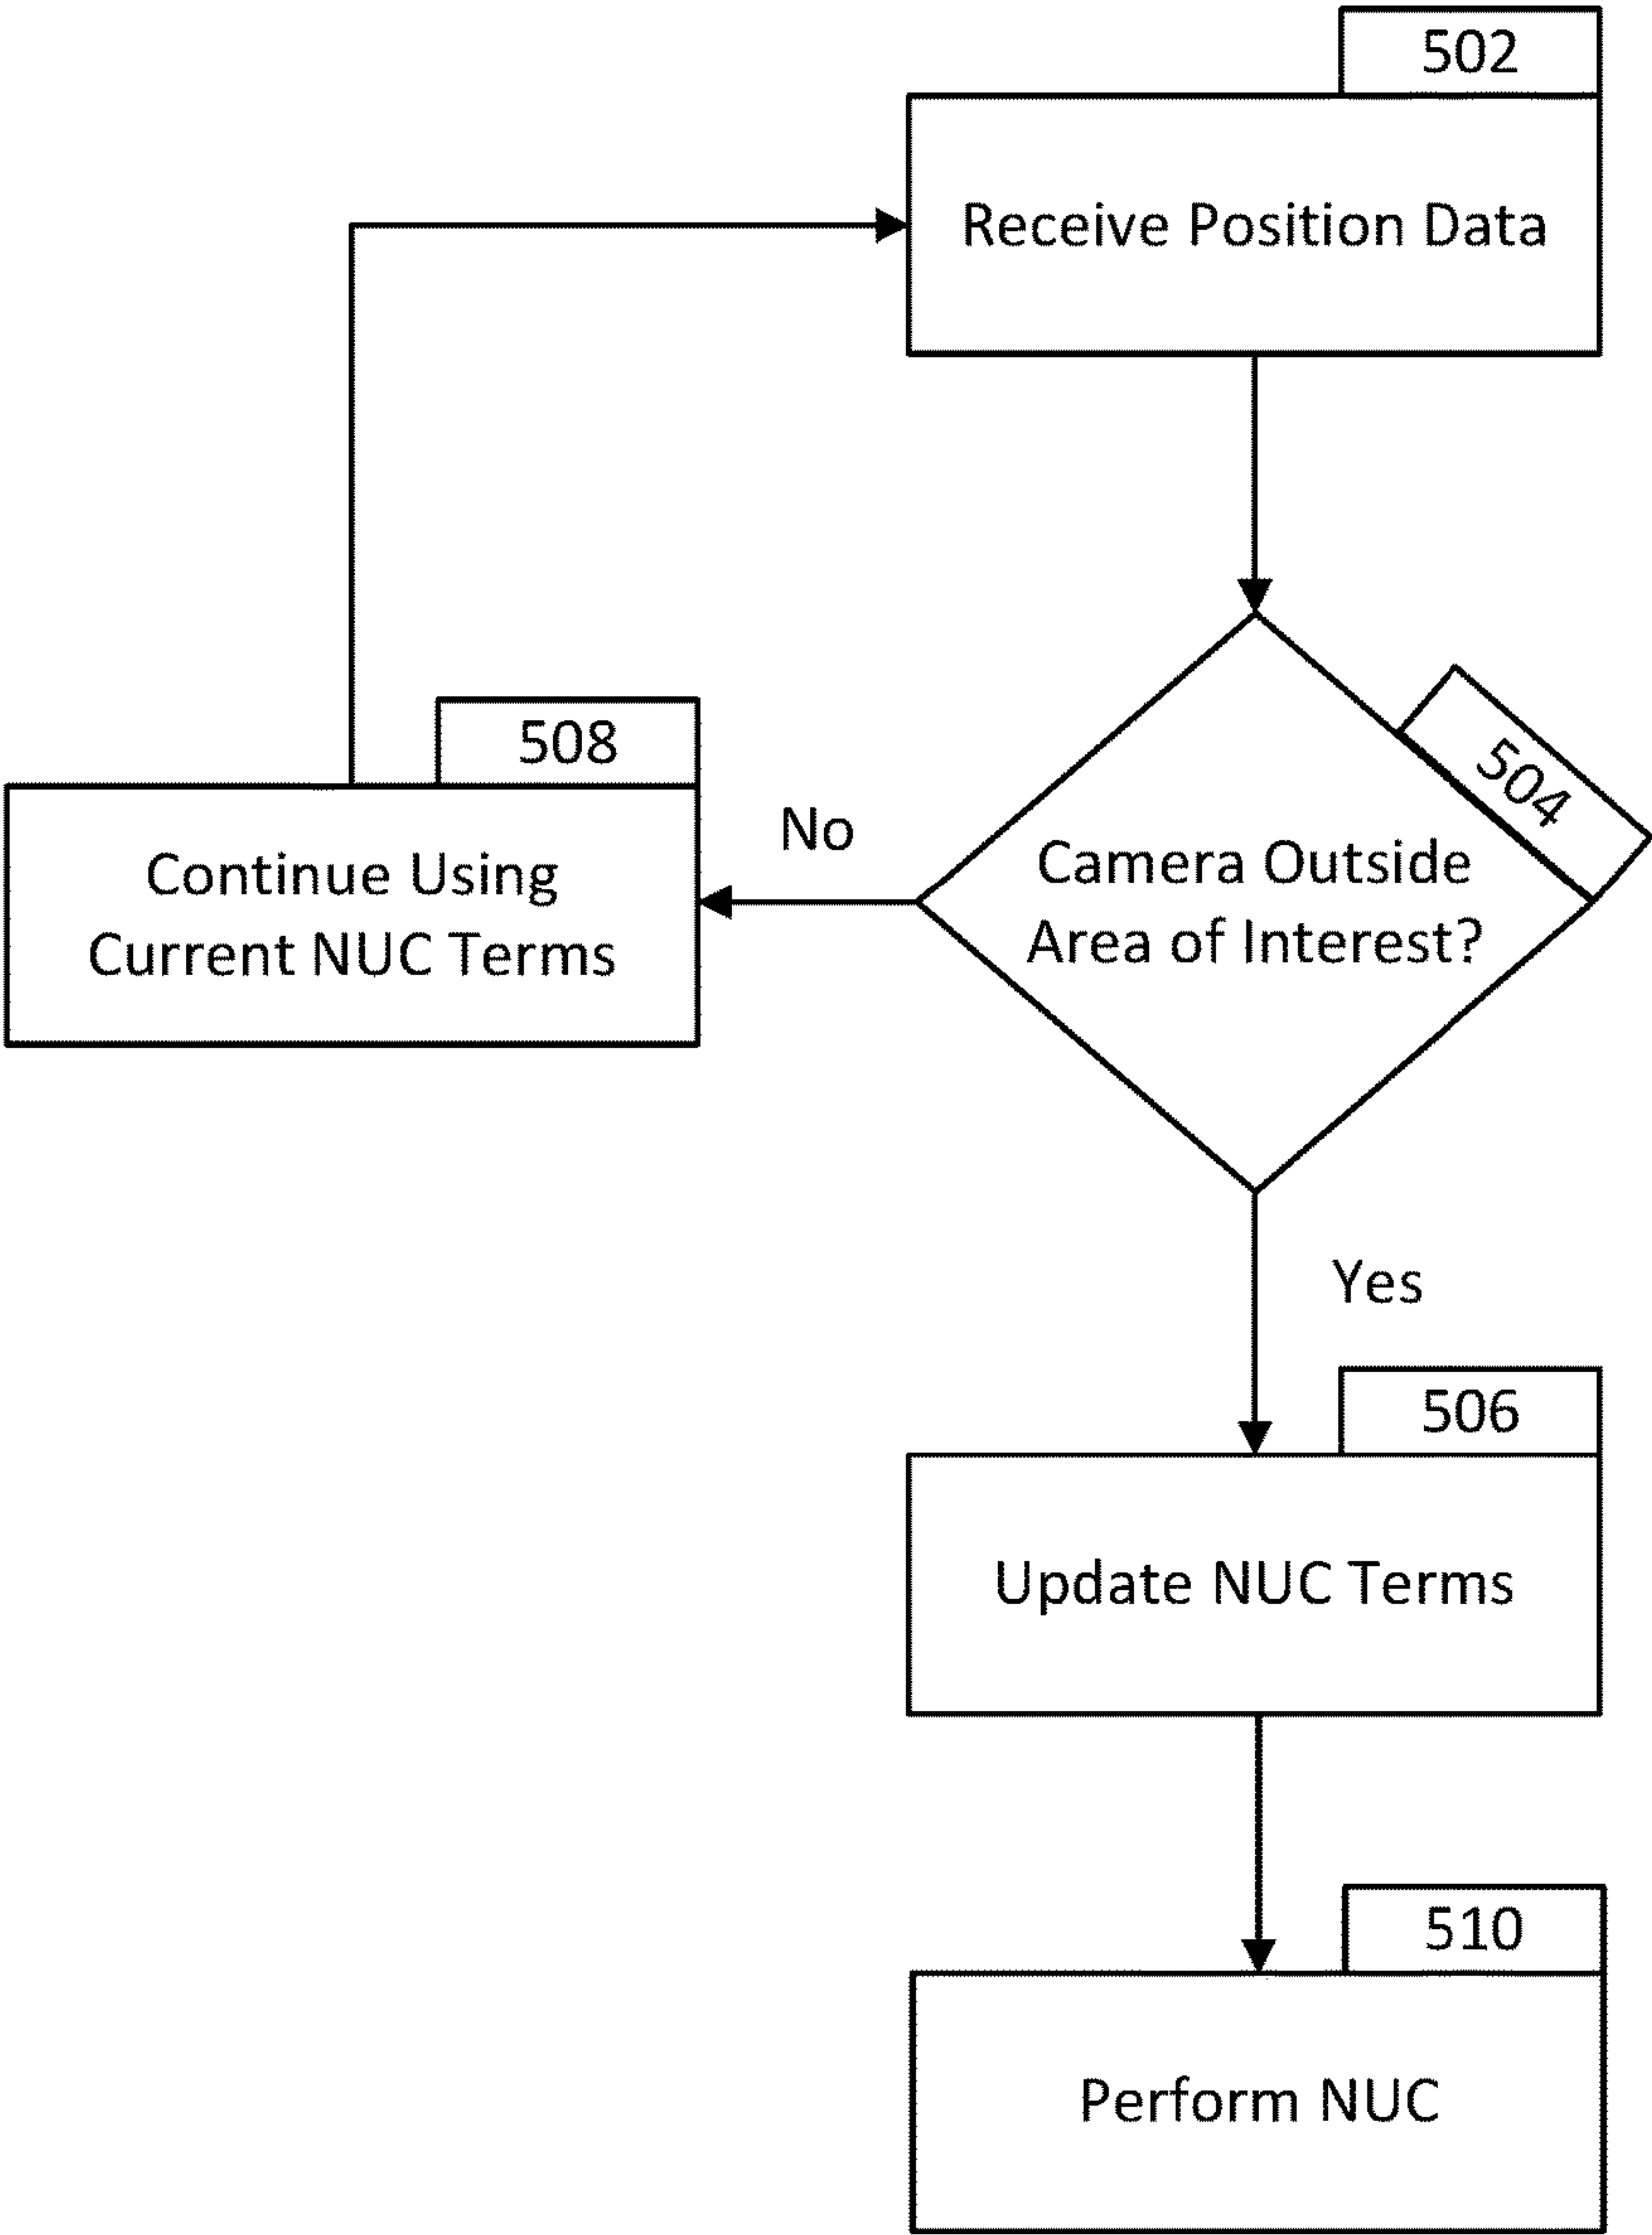 502
Receive Position Data
504
Camera Outside
Area of Interest?
No
508
Continue Using
Current NUC Terms
Yes
506
Update NUC Terms
510
Perform NUC